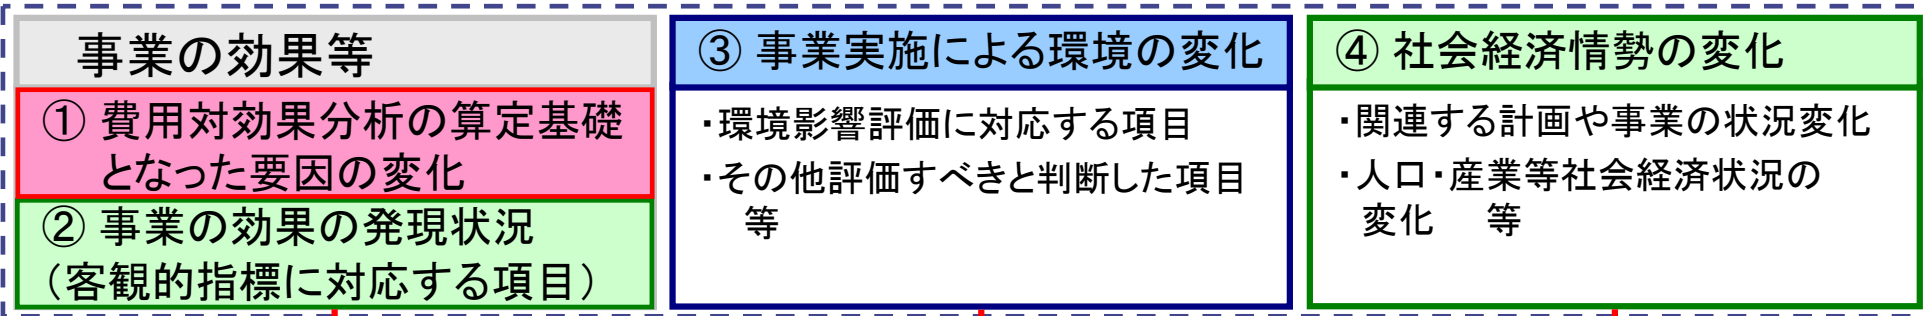 事業の効果等
① 費用対効果分析の算定基礎
となった要因の変化
② 事業の効果の発現状況
（客観的指標に対応する項目）
③ 事業実施による環境の変化
・環境影響評価に対応する項目
・その他評価すべきと判断した項目
等
④ 社会経済情勢の変化
・関連する計画や事業の状況変化
・人口・産業等社会経済状況の
変化　等